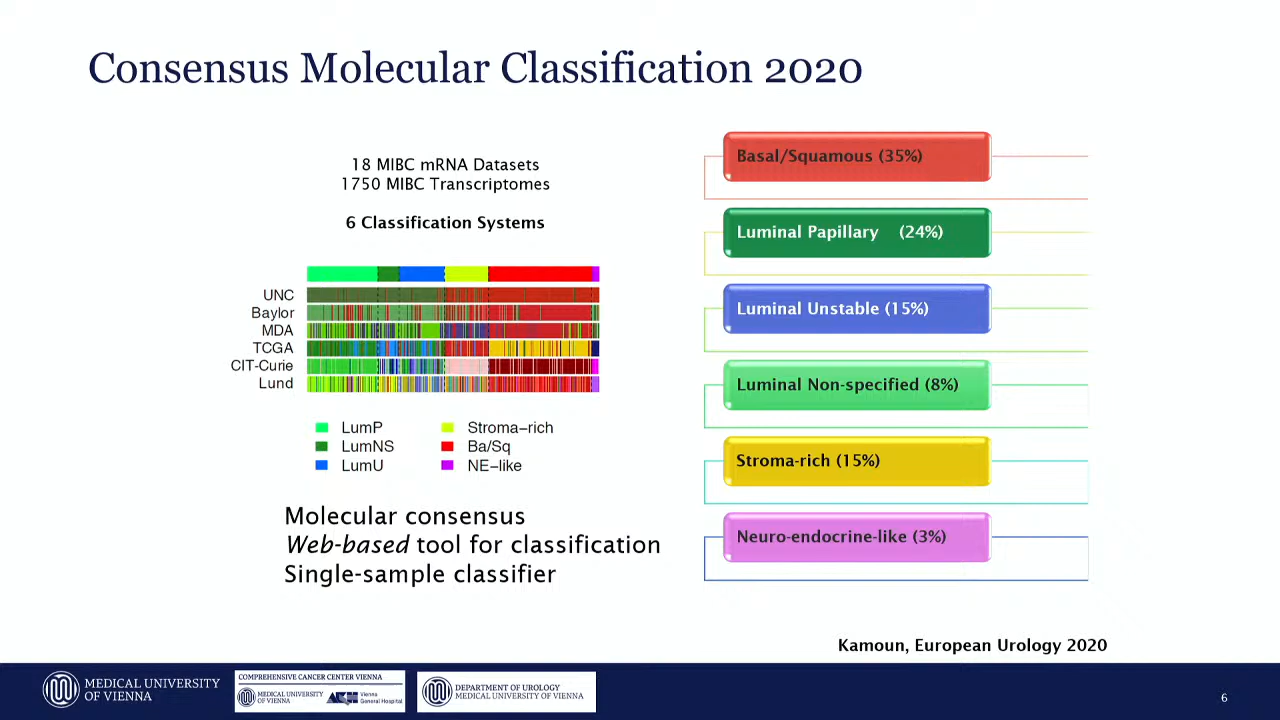 Consensus Molecular Classification 2020
18 MIBC mRNA Datasets
1750 MIBC Transcriptomes
6 Classification Systems
UNC
Baylor
MDA
TCGA
CIT-Curie
Lund
LumP
LumNS
LumU
Stroma-rich
Ba/Sq
NE-like
Molecular consensus
Web-based tool for classification
Single-sample classifier
Basal/Squamous (35%)
Luminal Papillary (24%)
Luminal Unstable (15%)
Luminal Non-specified (8%)
Stroma-rich (15%)
Neuro-endocrine-like (3%)
Kamoun, European Urology 2020
MEDICAL UNIVERSITY
OF VIENNA
COMPREHENSIVE CANCER CENTER VIENNA
MEDICAL UNIVERSITY
OF VIENNA
AKH
Vienna
General Hospital
DEPARTMENT OF UROLOGY
MEDICAL UNIVERSITY OF VIENNA
6